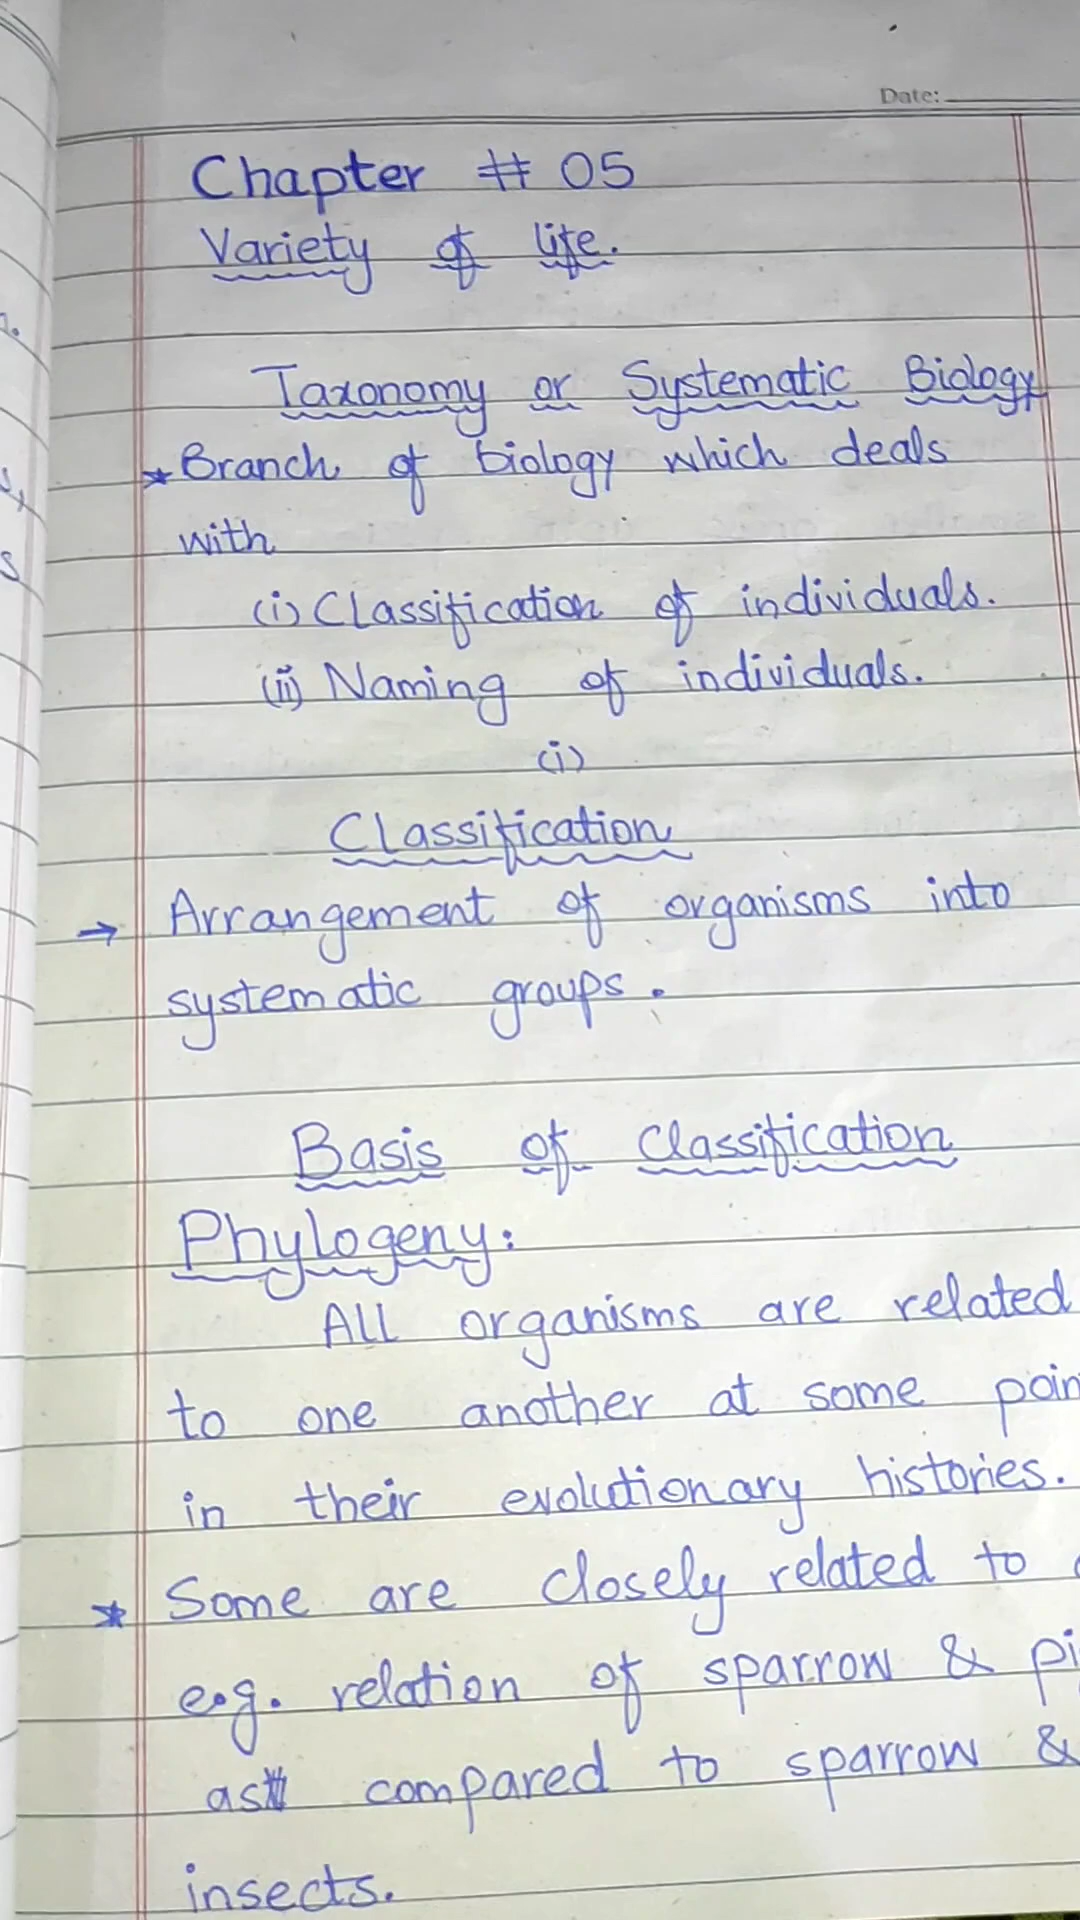 Date:
Chapter # 05
Variety of life.
Taxonomy or Systematic Biology
* Branch of biology which deals
with
(i) Classification of individuals.
(ii) Naming of individuals.
(i)
Classification
→ Arrangement of organisms into
systematic groups.
Basis of Classification
Phylogeny:
All organisms are related
to one another at some
in their evolutionary histories.
* Some are closely related to
e.g. relation of sparrow &
as compared to sparrow &
insects.